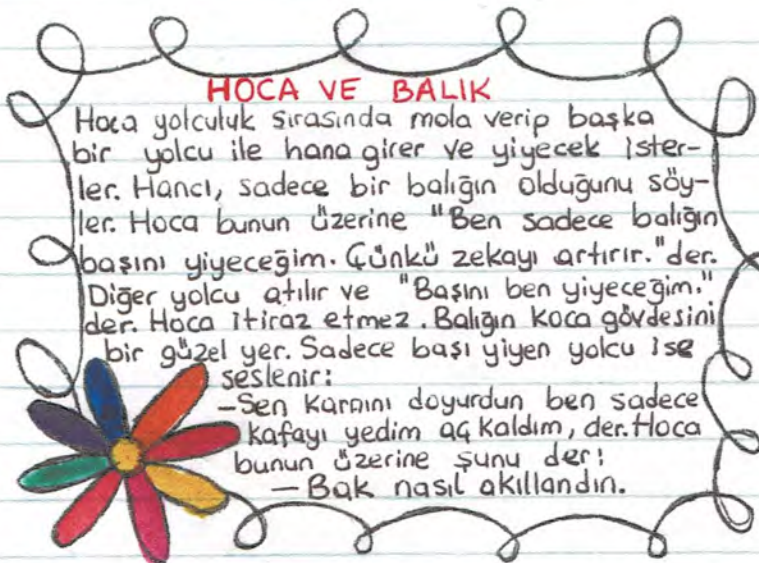 HOCA VE BALIK
Hoca yolculuk sırasında mola verip başka
bir yolcu ile hana girer ve yiyecek ister-
ler. Hancı, sadece bir balığın olduğunu söy-
ler. Hoca bunun üzerine "Ben sadece balığın
başını yiyeceğim. Çünkü zekayı artırır." der.
Diğer yolcu atılır ve "Başını ben yiyeceğim."
der. Hoca itiraz etmez. Balığın koca gövdesini
bir güzel yer. Sadece başı yiyen yolcu ise
seslenir:
-Sen karnını doyurdun ben sadece
kafayı yedim aç kaldım, der. Hoca
bunun üzerine şunu der:
- Bak nasıl akıllandın.